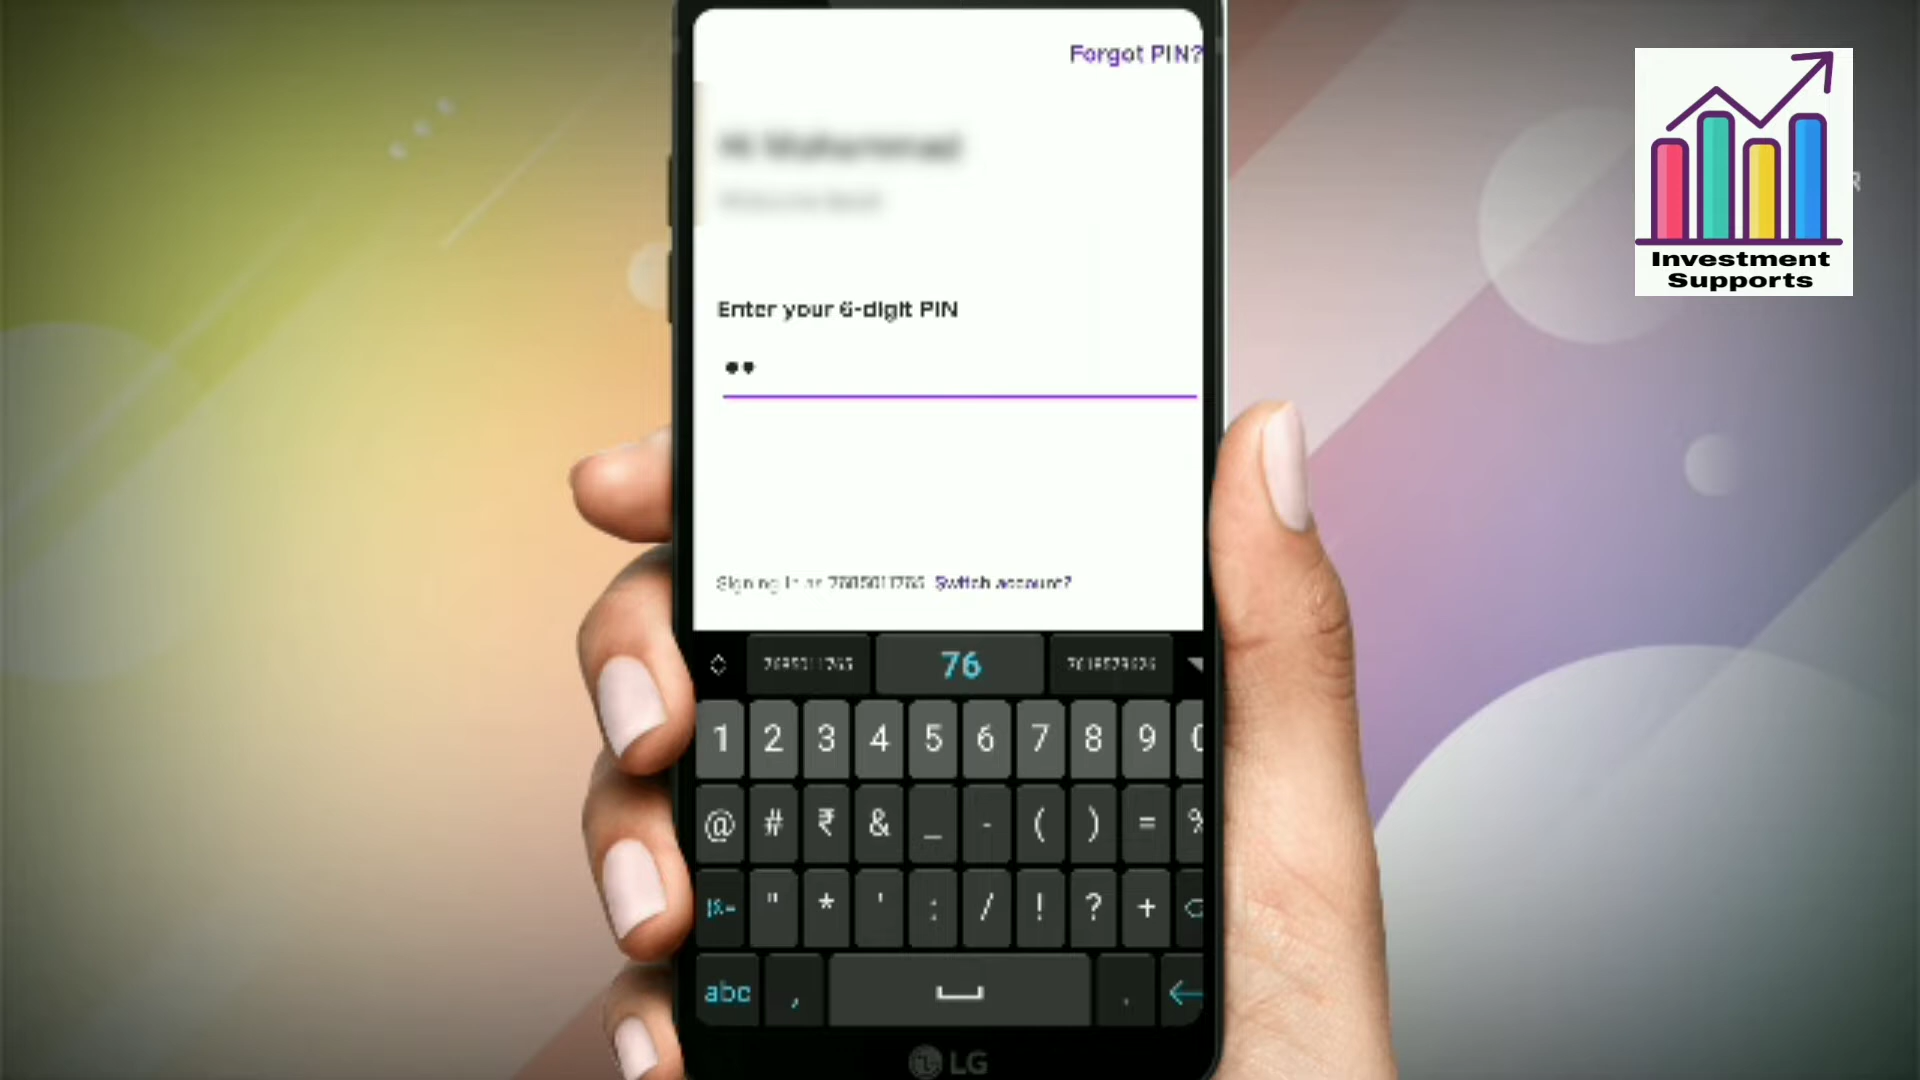 Forgot PIN?
Enter your 6-digit PIN
Switch account?
76
1 2 3 4 5 6 7 8 9
@ # ₹ & _ - ( ) = %
" * ' : / ! ? +
abc , .
LG
Investment
Supports